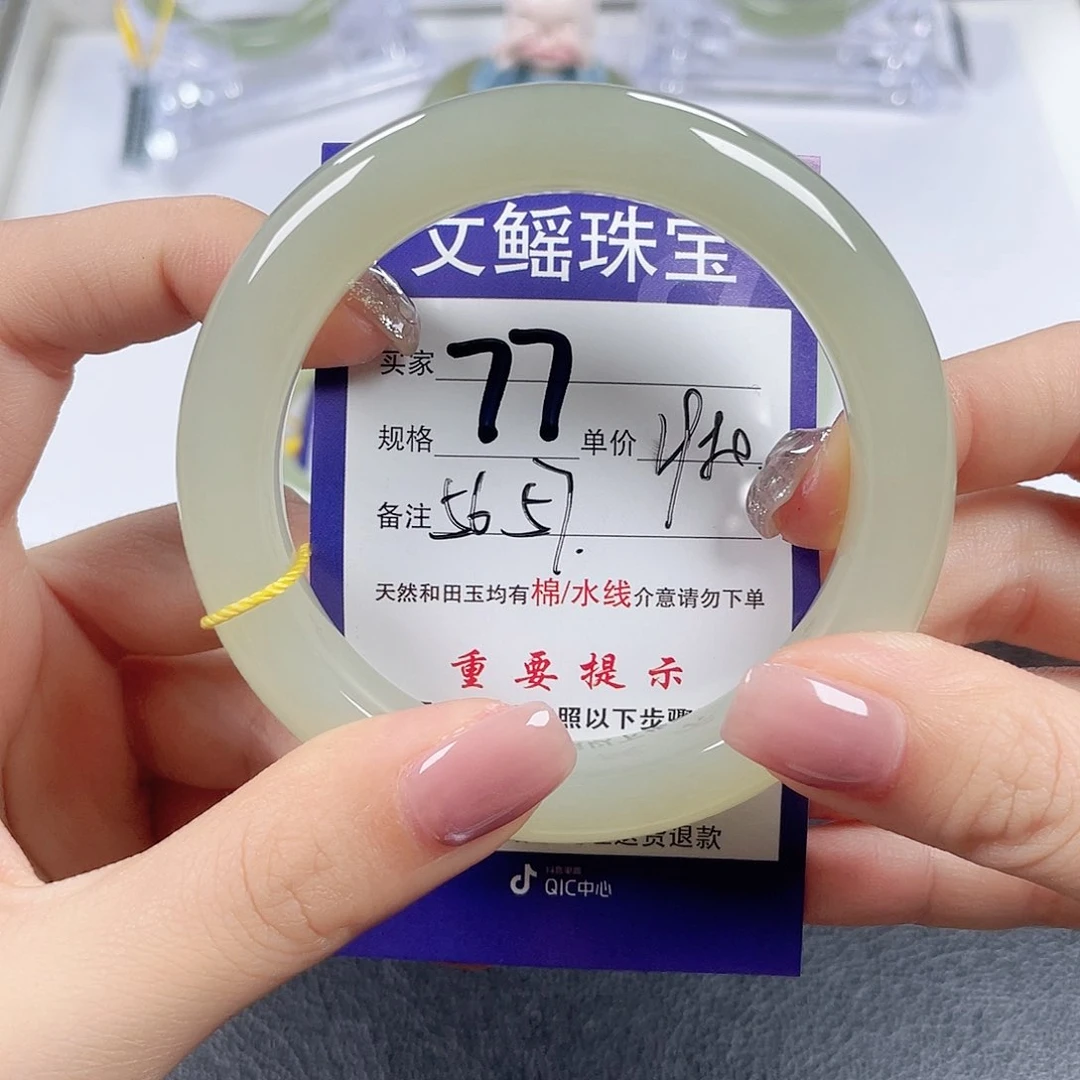 文鳐珠宝
买家 77
规格 单价
备注 56.57.
天然和田玉均有棉/水线介意请勿下单
重要提示
照以下步骤
退款
QIC中心